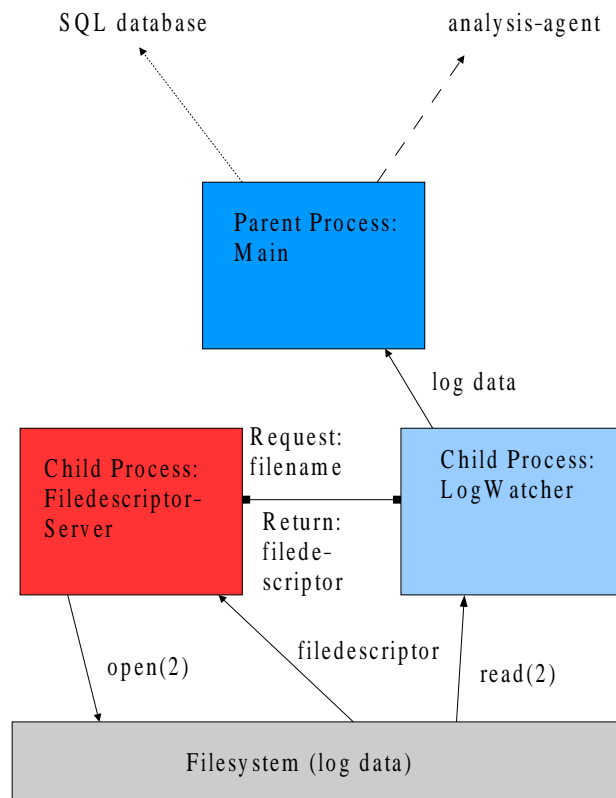 SQL database
analysis-agent
Parent Process:
Main
log data
Request:
filename
Child Process:
Filedescriptor-
Server
Child Process:
LogWatcher
Return:
filede-
scriptor
filedescriptor
open(2)
read(2)
Filesystem (log data)